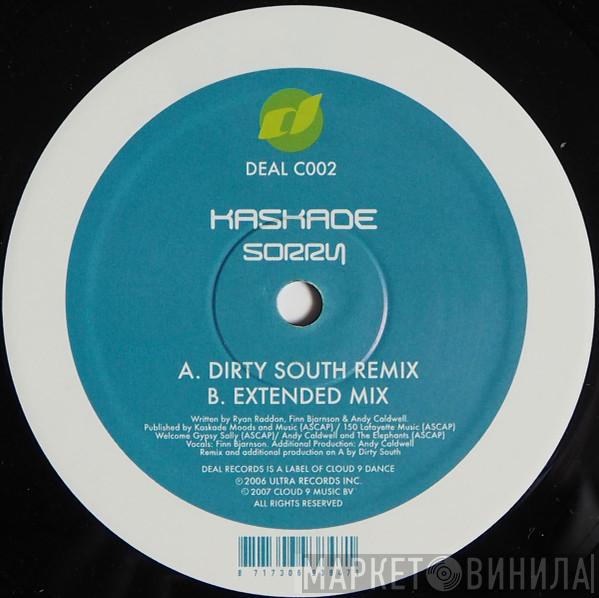 DEAL C002
KASKADE
SORRY
A. DIRTY SOUTH REMIX
B. EXTENDED MIX
Written by Ryan Raddon, Finn Bjarnson & Andy Caldwell.
Published by Kaskade Moods and Music (ASCAP) / 150 Lafayette Music (ASCAP)
Welcome Gypsy Sally (ASCAP)/ Andy Caldwell and The Elephants (ASCAP)
Vocals: Finn Bjarnson. Additional Production: Andy Caldwell
Remix and additional production on A by Dirty South
DEAL RECORDS IS A LABEL OF CLOUD 9 DANCE
℗ 2006 ULTRA RECORDS INC.
© 2007 CLOUD 9 MUSIC BV
ALL RIGHTS RESERVED
МАРКЕТ ВИНИЛА